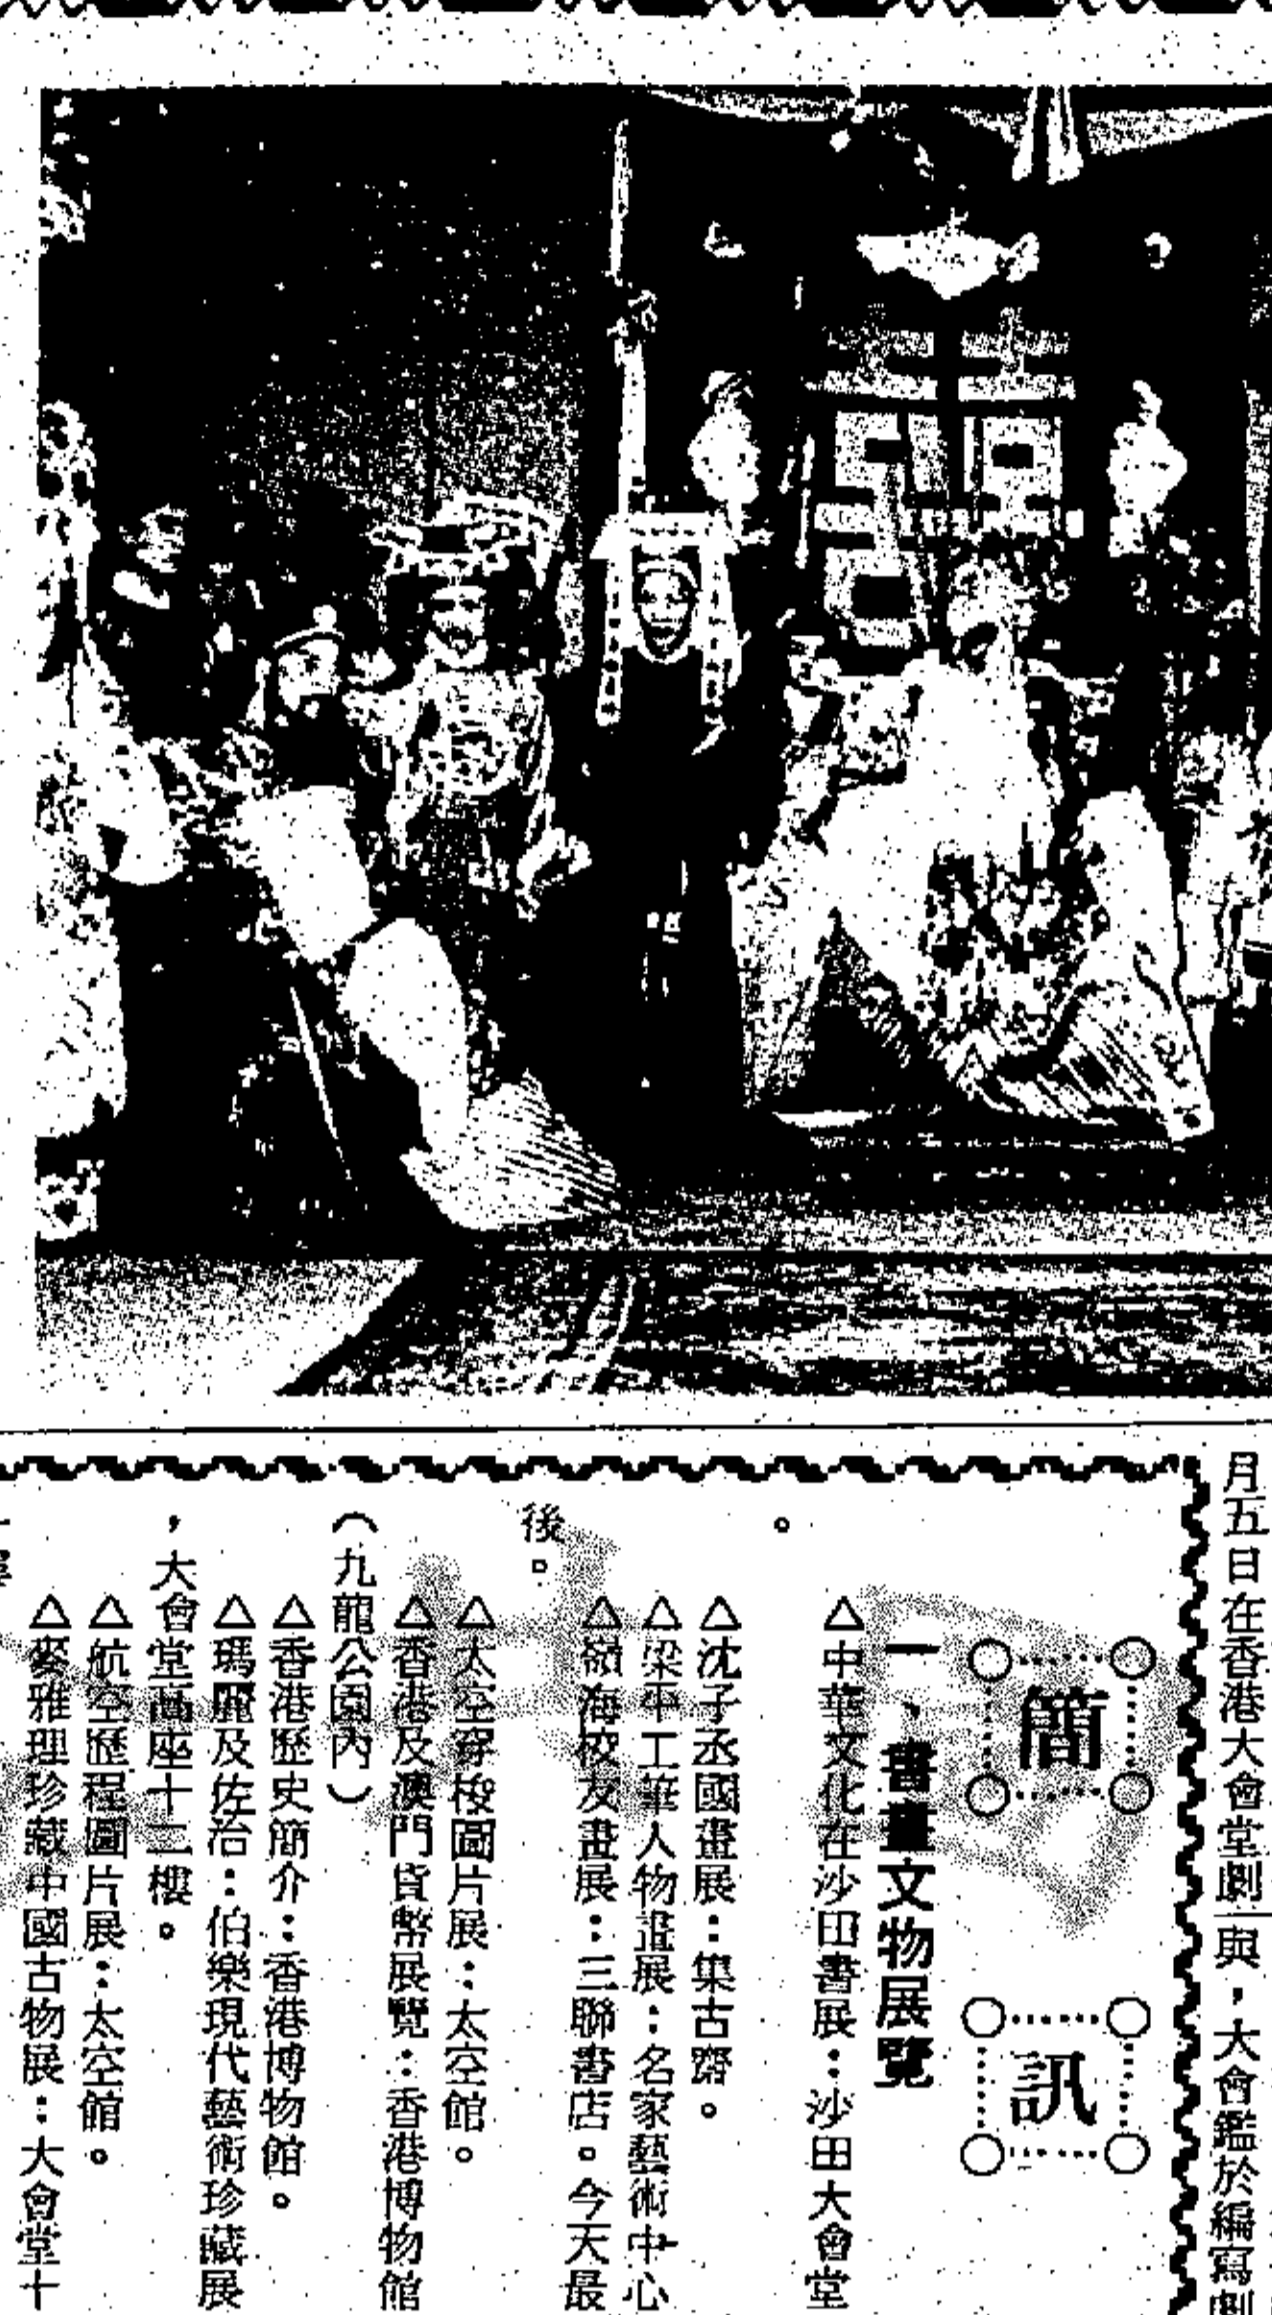 月五日在香港大會堂劇
與,大會鑑於編寫劇
簡訊
一、書畫文物展覽
△中華文化在沙田書展:沙田大會堂
。
△沈子丞國畫展:集古齋。
△梁平工筆人物畫展:名家藝術中心
△嶺海校友畫展:三聯書店。今天最
後。
△太空穿梭圖片展:太空館。
△香港及澳門貨幣展覽:香港博物館
(九龍公園內)
△香港歷史簡介:香港博物館。
△瑪麗及佐治:伯樂現代藝術珍藏展
,大會堂高座十二樓。
△航空歷程圖片展:太空館。
△麥雅理珍藏中國古物展:大會堂十